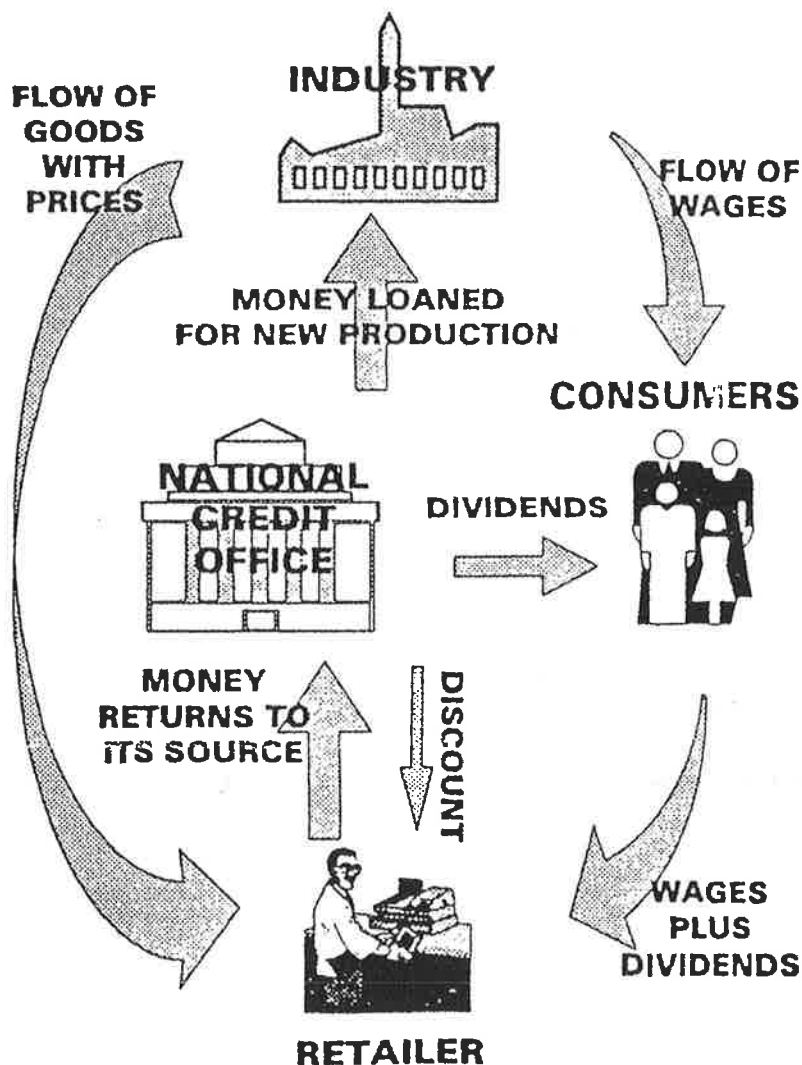 INDUSTRY
FLOW OF
GOODS
WITH
PRICES
FLOW OF
WAGES
MONEY LOANED
FOR NEW PRODUCTION
CONSUMERS
NATIONAL
CREDIT
OFFICE
DIVIDENDS
MONEY
RETURNS TO
ITS SOURCE
DISCOUNT
WAGES
PLUS
DIVIDENDS
RETAILER